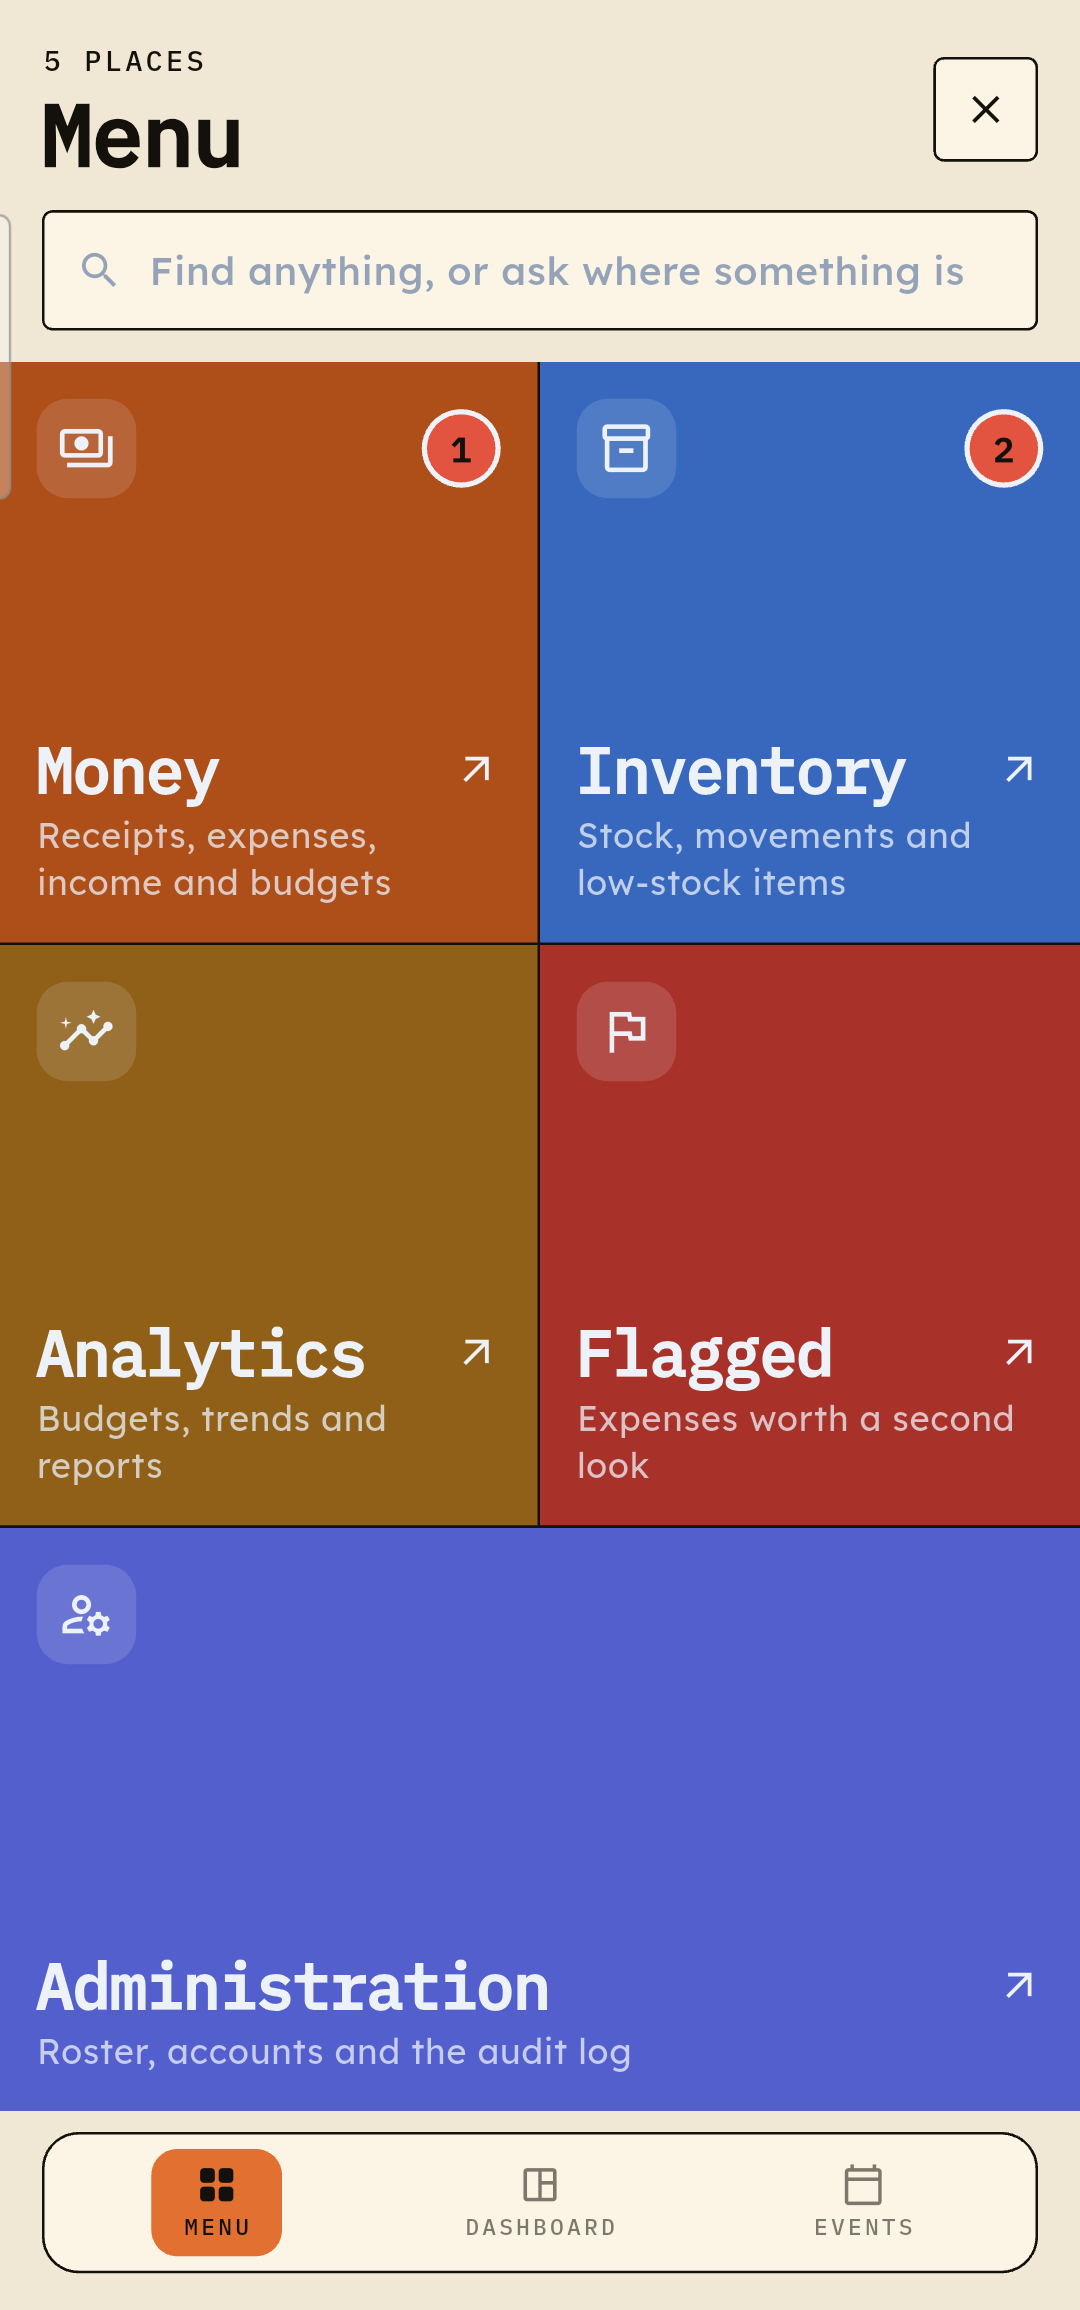 5 PLACES
Menu
Find anything, or ask where something is
1
2
Money
Receipts, expenses,
income and budgets
Inventory
Stock, movements and
low-stock items
Analytics
Budgets, trends and
reports
Flagged
Expenses worth a second
look
Administration
Roster, accounts and the audit log
MENU
DASHBOARD
EVENTS